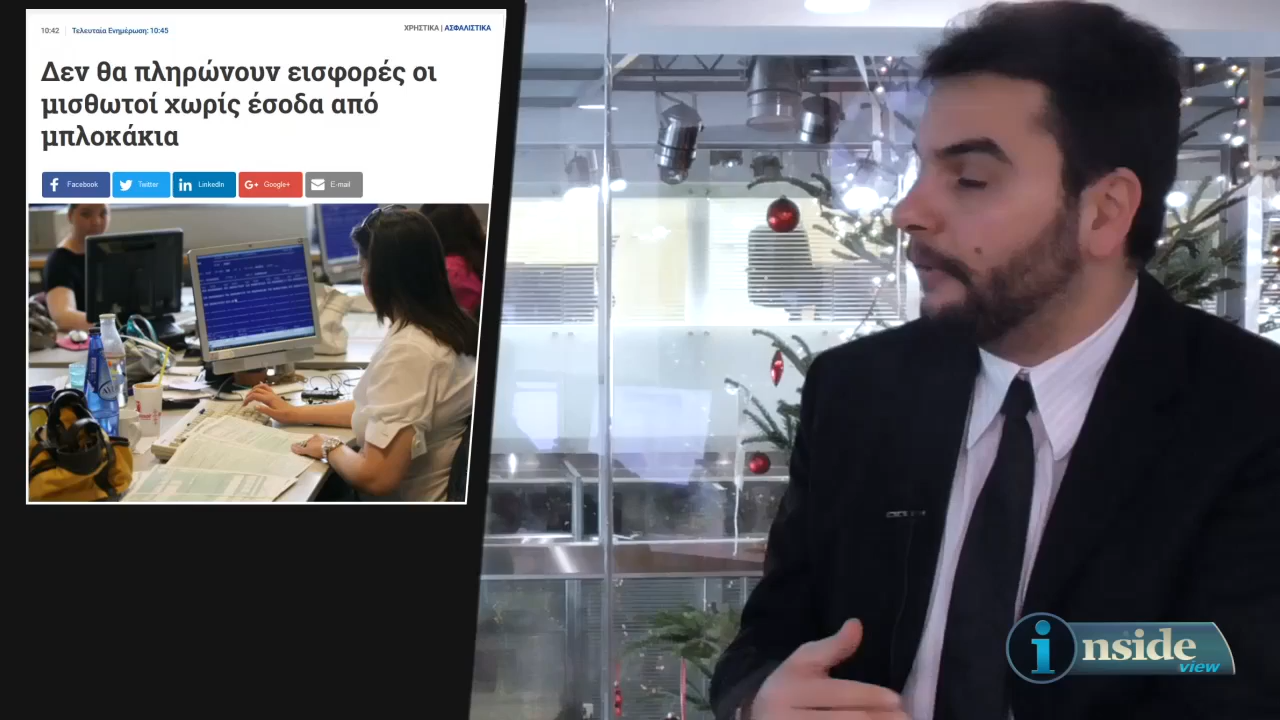 10:42 | Τελευταία Ενημέρωση: 10:45
ΧΡΗΣΤΙΚΑ | ΑΣΦΑΛΙΣΤΙΚΑ
Δεν θα πληρώνουν εισφορές οι
μισθωτοί χωρίς έσοδα από
μπλοκάκια
Facebook
Twitter
LinkedIn
Google+
E-mail
inside
view